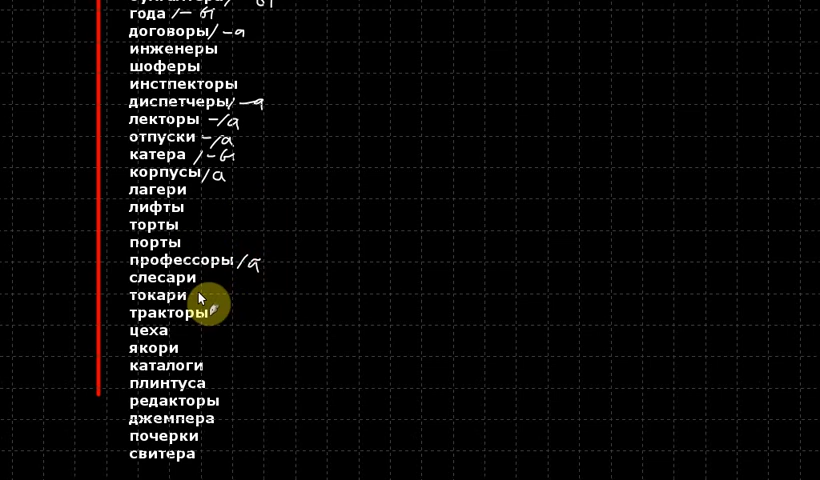 года /-ы
договоры/-а
инженеры
шоферы
инстпекторы
диспетчеры/-а
лекторы -/а
отпуски -/а
катера /-ы
корпусы/а
лагери
лифты
торты
порты
профессоры/а
слесари
токари
тракторы
цеха
якори
каталоги
плинтуса
редакторы
джемпера
почерки
свитера